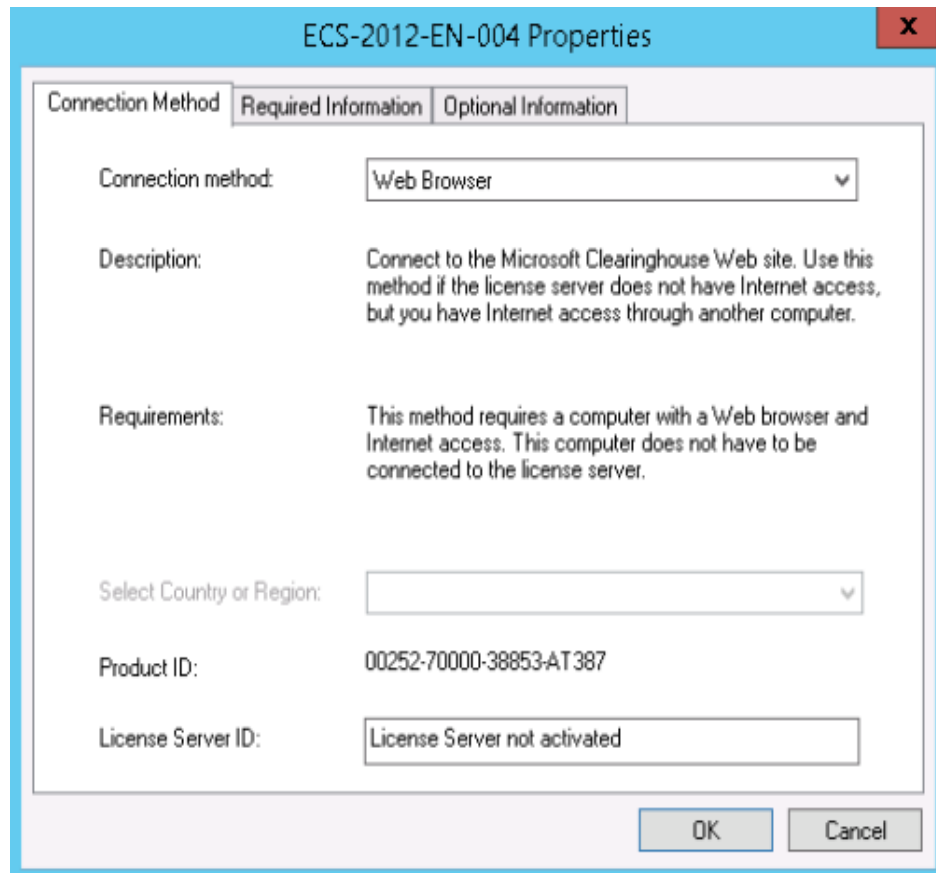 ECS-2012-EN-004 Properties
x
Connection Method
Required Information
Optional Information
Connection method:
Web Browser
Description:
Connect to the Microsoft Clearinghouse Web site. Use this
method if the license server does not have Internet access,
but you have Internet access through another computer.
Requirements:
This method requires a computer with a Web browser and
Internet access. This computer does not have to be
connected to the license server.
Select Country or Region:
Product ID:
00252-70000-38853-AT387
License Server ID:
License Server not activated
OK
Cancel